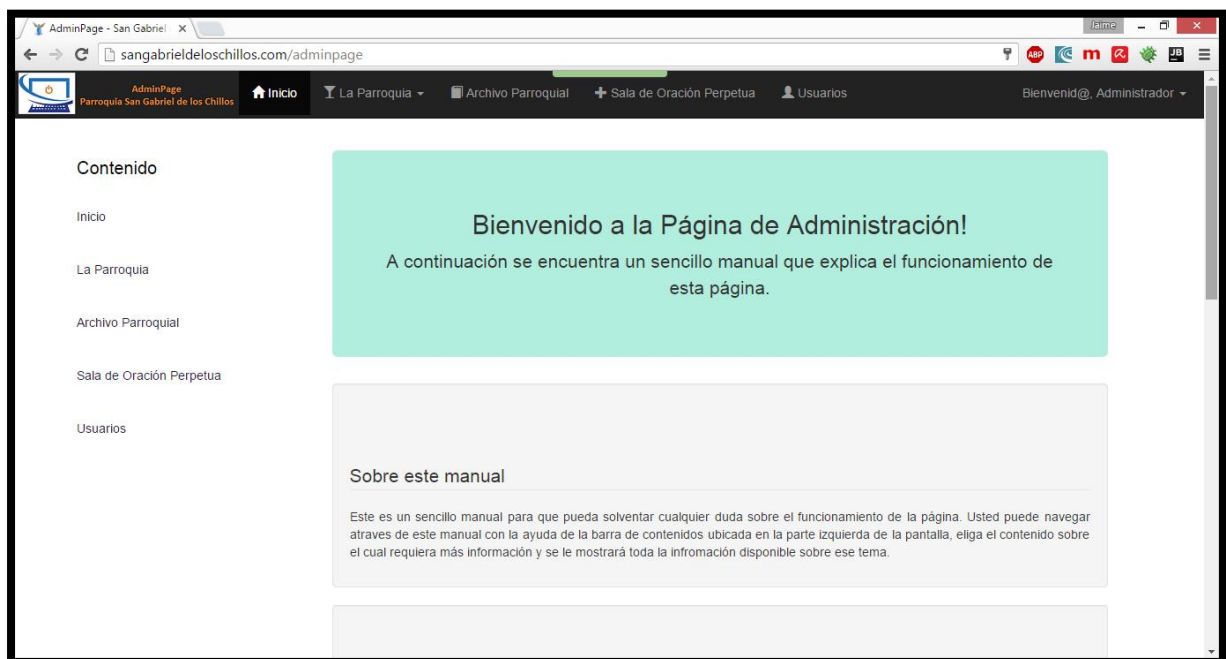 AdminPage - San Gabriel
Jaime
sangabrieldeloschillos.com/adminpage
ABP
m
JB
AdminPage
Parroquia San Gabriel de los Chillos
Inicio
La Parroquia
Archivo Parroquial
Sala de Oración Perpetua
Usuarios
Bienvenid@, Administrador
Contenido
Inicio
La Parroquia
Archivo Parroquial
Sala de Oración Perpetua
Usuarios
Bienvenido a la Página de Administración!
A continuación se encuentra un sencillo manual que explica el funcionamiento de
esta página.
Sobre este manual
Este es un sencillo manual para que pueda solventar cualquier duda sobre el funcionamiento de la página. Usted puede navegar
atraves de este manual con la ayuda de la barra de contenidos ubicada en la parte izquierda de la pantalla, eliga el contenido sobre
el cual requiera más información y se le mostrará toda la infromación disponible sobre ese tema.